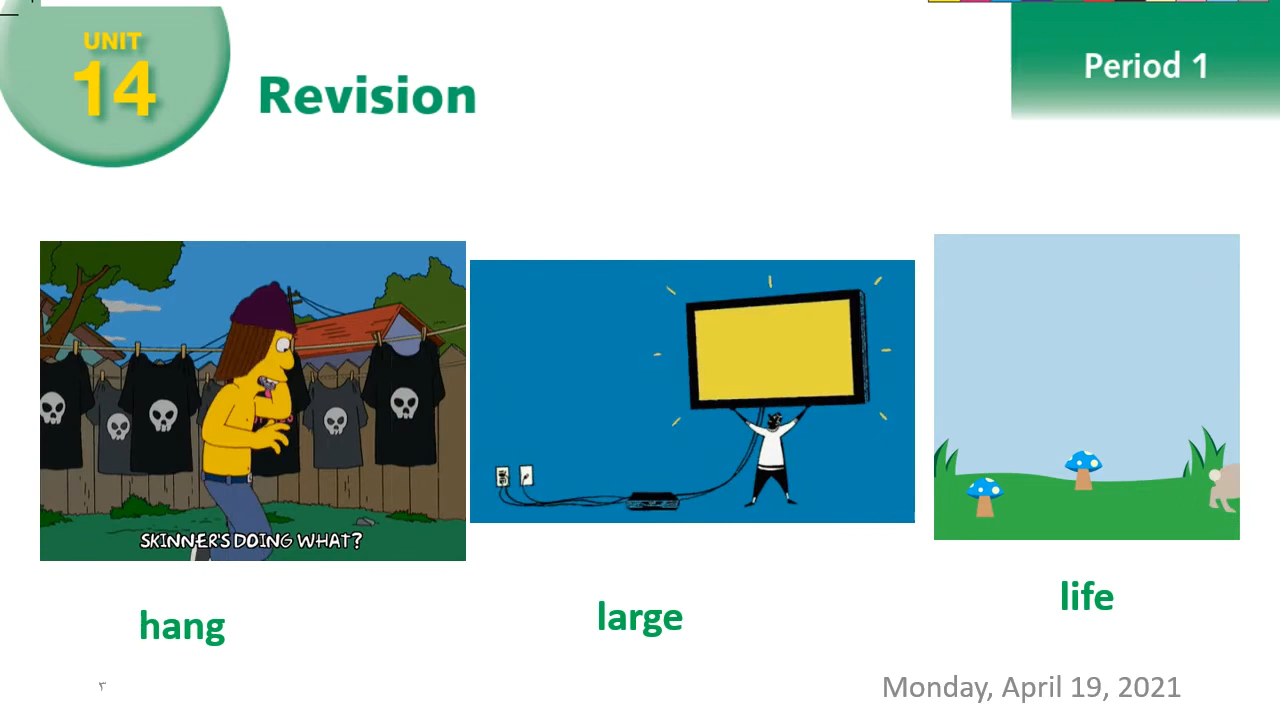 UNIT
14
Revision
Period 1
SKINNER'S DOING WHAT?
hang
large
life
٣
Monday, April 19, 2021